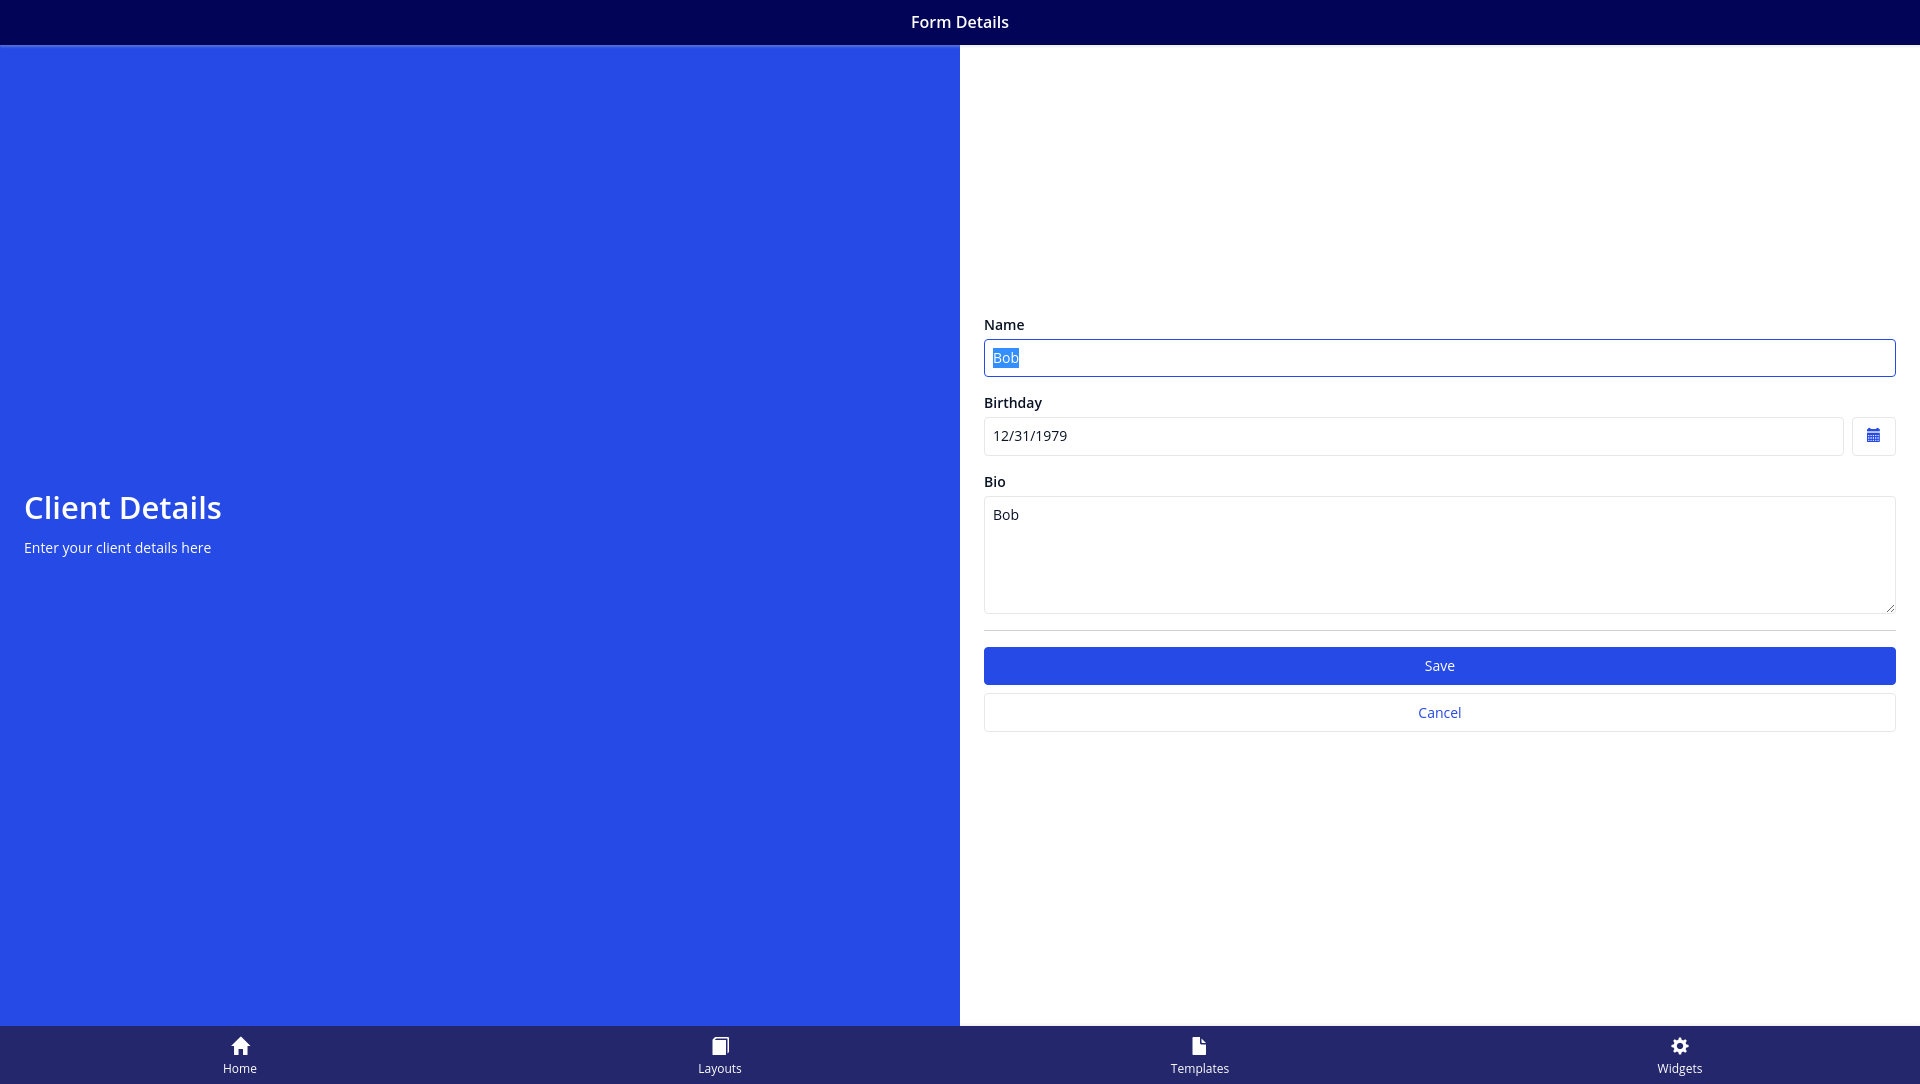 Form Details
Client Details
Enter your client details here
Name
Bob
Birthday
12/31/1979
Bio
Bob
Save
Cancel
Home
Layouts
Templates
Widgets